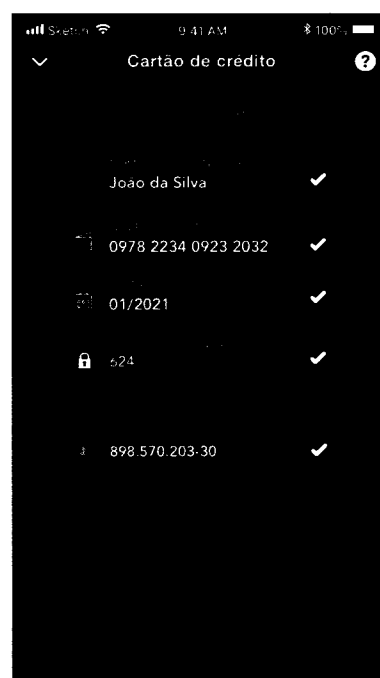 Sketch 9:41 AM 100%
Cartão de crédito ?
João da Silva
0978 2234 0923 2032
01/2021
624
898.570.203-30